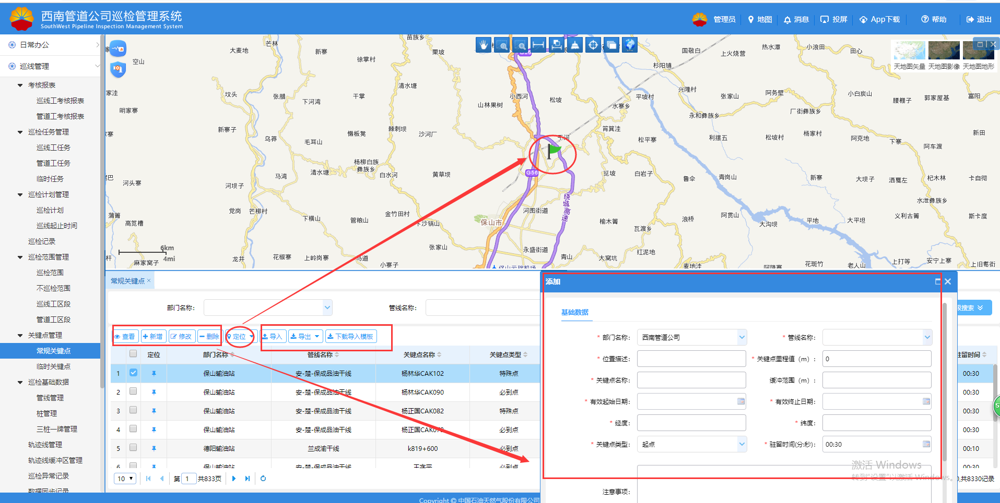 西南管道公司巡检管理系统
SouthWest Pipeline Inspection Management System
管理员
地图
消息
投屏
App下载
帮助
退出
日常办公
巡线管理
考核报表
巡线工考核报表
管道工考核报表
巡检任务管理
巡线工任务
管道工任务
临时任务
巡检计划管理
巡检计划
巡线起止时间
巡检记录
巡检范围管理
巡检范围
不巡检范围
巡线工区段
管道工区段
关键点管理
常规关键点
临时关键点
巡检基础数据
管线管理
桩管理
三桩一牌管理
轨迹线管理
轨迹线缓冲区管理
巡检异常记录
数据同步记录
天地图矢量 天地图影像 天地图地形
苗族乡
芒林
大麦地
新寨
徐掌村
栗坡
G56
国敬白
上火烧营
热水潭
小浪田
田心
空山
杉阳镇
清水塘
兴隆村
家洼
坟头
张腊
下河湾
干掌
小西河
松坡
平坡村
张家山
阿务壁
小白炭山
腰棚子
郭家屋基
富阳
明家寨
山林果树
水寨乡
永和彝族乡
厂街彝族乡
新寨子
棘刺坝
懒板凳
沙河厂
筲箕洼
杨家村
新田
家寨
乌莽
毛耳山
干河
松平寨
利摆五
松坡村
阿克地
下寨
阿车渡
杨柳白族
彝族乡
白水河
黄草坝
G56
览坡
白岩子
鲁伞
青岗山
新寨
大坝子
洒戛左
杞木林
卡自彻
清水塘
马湾
河头寨
河坝子
绕城高速
水泄彝族乡
蒲箐
党岗
芒柳村
下横山
管粮山
金竹田村
下沙锅山
保山市
河图街道
榆木箐
瓦渡乡
浪桥
阿贯山
大沟坝
平地
大平坦
义利古箐
斯卡度
高觉槽
6km
4mi
麻家窝子
龙井
花椒寨
上岭岗寨
马道
小寨子
张家山
永盛街道
青山
大窝坑
红泥地
麦地洼
阿隆寨
花斑竹
老人山
上打等
安宁上寨
上旧耈街
保山云瑞机场
常规关键点 ×
部门名称:
管线名称:
级搜索
查看
新增
修改
删除
定位
导入
导出
下载导入模板
定位 部门名称 管线名称 关键点名称 关键点类型 驻留时间
1 保山输油站 安-楚-保成品油干线 杨林华CAK102 特殊点 00:30
2 保山输油站 安-楚-保成品油干线 杨林华CAK090 必到点 00:30
3 保山输油站 安-楚-保成品油干线 杨正国CAK082 特殊点 00:30
4 保山输油站 安-楚-保成品油干线 杨正国CAK079 必到点 00:30
5 德阳输油站 兰成渝干线 k819+600 必到点 00:10
6 保山输油站 安-楚-保成品油干线 王字平 必到点 00:30
10 第 1 共833页
,共8330记录
添加
基础数据
* 部门名称: 西南管道公司
* 管线名称:
* 位置描述:
* 关键点里程值（m）: 0
* 关键点名称:
缓冲范围（m）:
* 有效起始日期:
* 有效终止日期:
* 经度:
* 纬度:
* 关键点类型: 起点
* 驻留时间(分:秒): 00:30
注意事项:
激活 Windows
转到"设置"以激活 Windows。
Copyright © 中国石油天然气股份有限公司